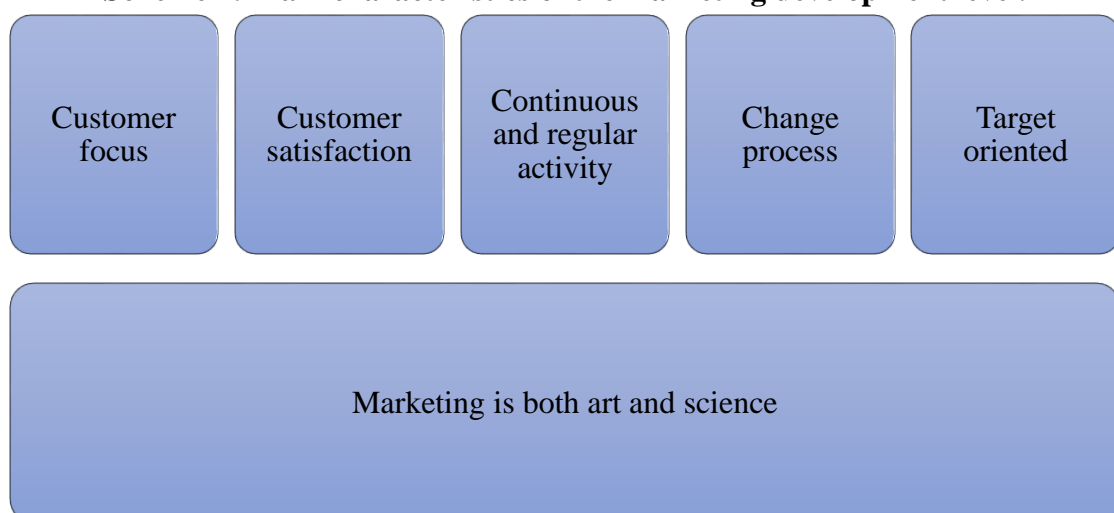 Customer
focus
Customer
satisfaction
Continuous
and regular
activity
Change
process
Target
oriented
Marketing is both art and science